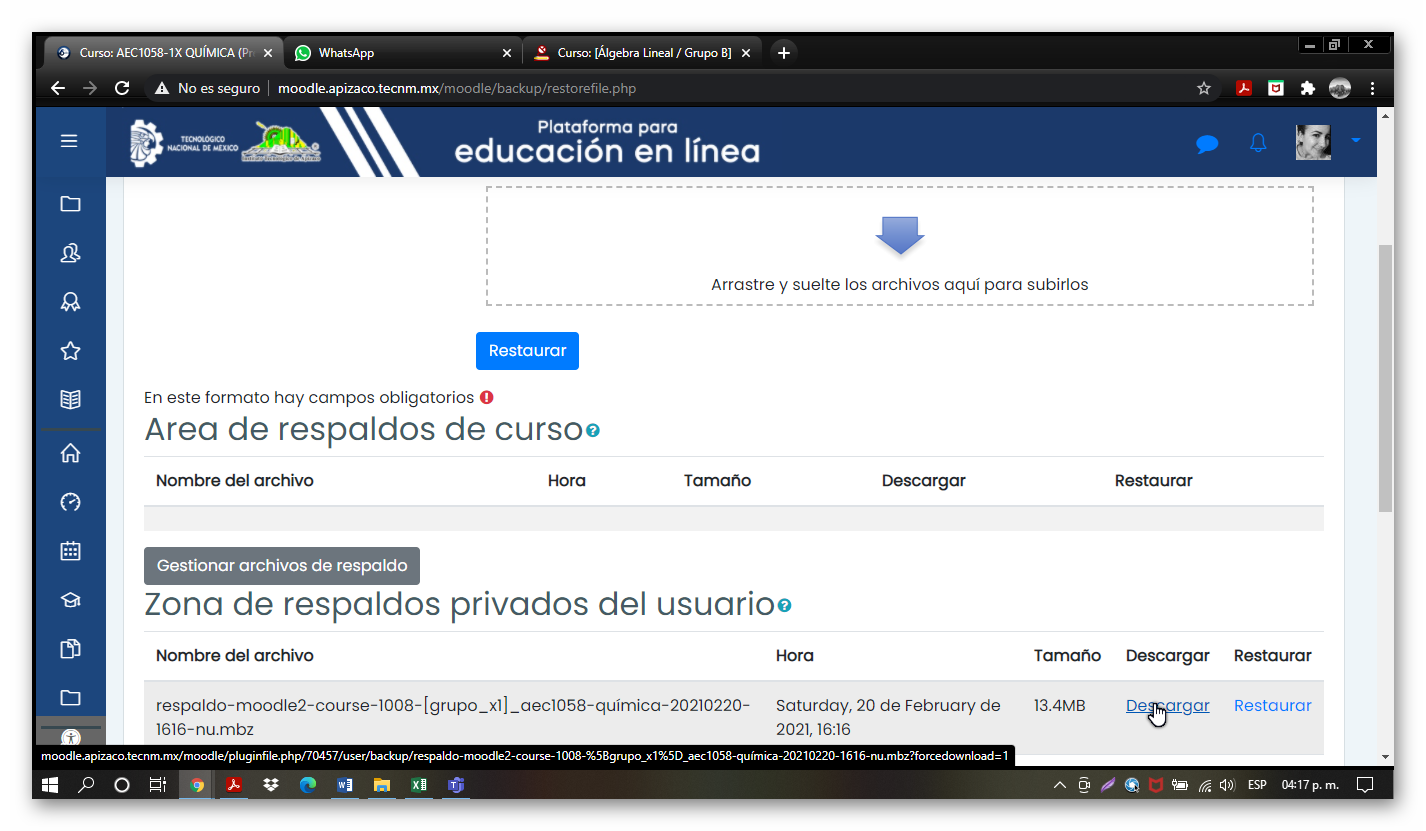 Curso: AEC1058-1X QUÍMICA (Pr
WhatsApp
Curso: [Álgebra Lineal / Grupo B]
No es seguro
moodle.apizaco.tecnm.mx/moodle/backup/restorefile.php
TECNOLÓGICO
NACIONAL DE MÉXICO
Plataforma para
educación en línea
Arrastre y suelte los archivos aquí para subirlos
Restaurar
En este formato hay campos obligatorios
Area de respaldos de curso
Nombre del archivo Hora Tamaño Descargar Restaurar
Gestionar archivos de respaldo
Zona de respaldos privados del usuario
Nombre del archivo Hora Tamaño Descargar Restaurar
respaldo-moodle2-course-1008-[grupo_x1]_aec1058-química-20210220- Saturday, 20 de February de 13.4MB Descargar Restaurar
1616-nu.mbz 2021, 16:16
moodle.apizaco.tecnm.mx/moodle/pluginfile.php/70457/user/backup/respaldo-moodle2-course-1008-%5Bgrupo_x1%5D_aec1058-química-20210220-1616-nu.mbz?forcedownload=1
ESP 04:17 p. m.